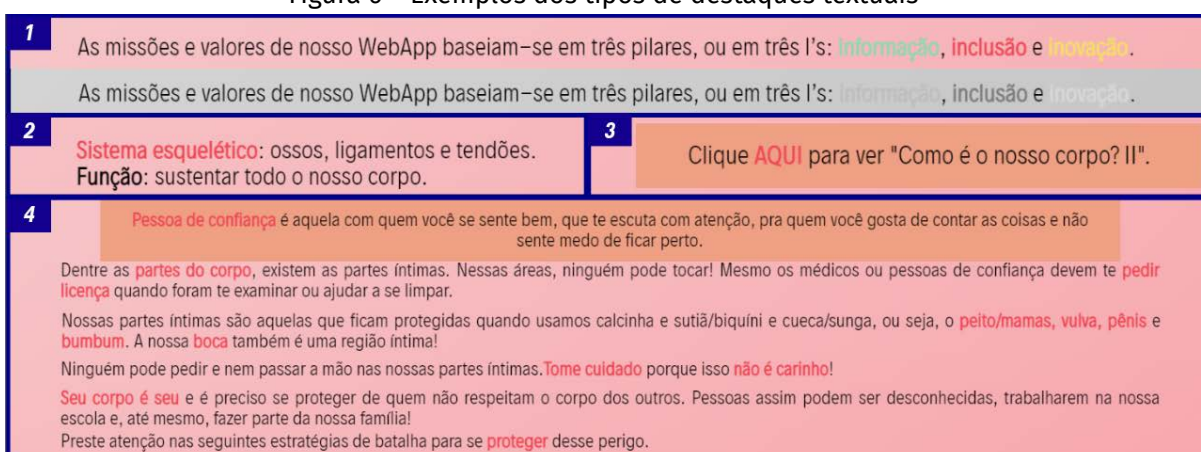 Figura 6 – Exemplos dos tipos de destaques textuais
1
As missões e valores de nosso WebApp baseiam-se em três pilares, ou em três I's: informação, inclusão e inovação.
As missões e valores de nosso WebApp baseiam-se em três pilares, ou em três I's: informação, inclusão e inovação.
2
Sistema esquelético: ossos, ligamentos e tendões.
Função: sustentar todo o nosso corpo.
3
Clique AQUI para ver "Como é o nosso corpo? II".
4
Pessoa de confiança é aquela com quem você se sente bem, que te escuta com atenção, pra quem você gosta de contar as coisas e não
sente medo de ficar perto.
Dentre as partes do corpo, existem as partes íntimas. Nessas áreas, ninguém pode tocar! Mesmo os médicos ou pessoas de confiança devem te pedir
licença quando foram te examinar ou ajudar a se limpar.
Nossas partes íntimas são aquelas que ficam protegidas quando usamos calcinha e sutiã/biquíni e cueca/sunga, ou seja, o peito/mamas, vulva, pênis e
bumbum. A nossa boca também é uma região íntima!
Ninguém pode pedir e nem passar a mão nas nossas partes íntimas.Tome cuidado porque isso não é carinho!
Seu corpo é seu e é preciso se proteger de quem não respeitam o corpo dos outros. Pessoas assim podem ser desconhecidas, trabalharem na nossa
escola e, até mesmo, fazer parte da nossa família!
Preste atenção nas seguintes estratégias de batalha para se proteger desse perigo.